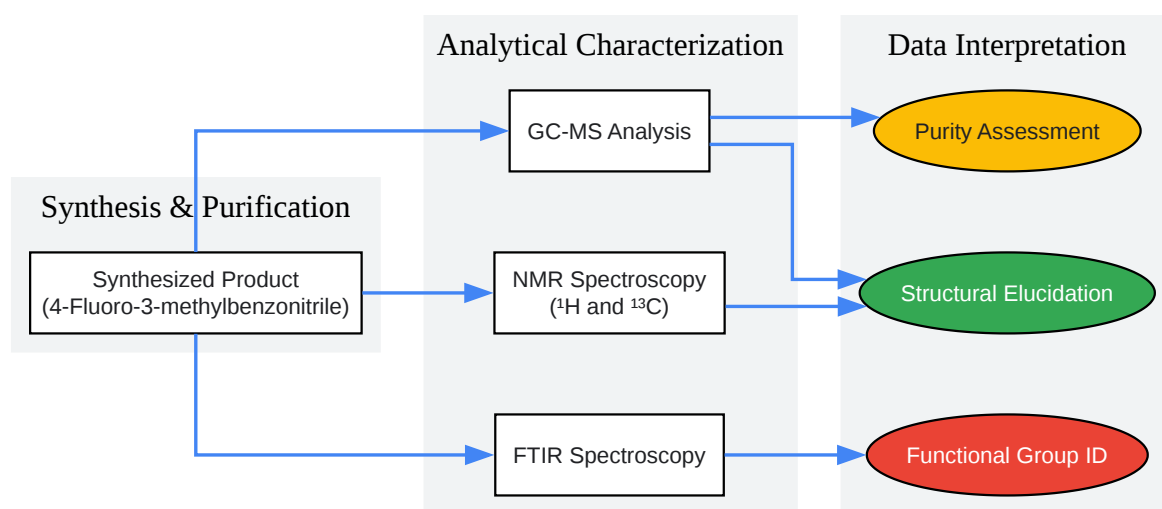 Synthesis & Purification
Synthesized Product
(4-Fluoro-3-methylbenzonitrile)
Analytical Characterization
GC-MS Analysis
NMR Spectroscopy
(¹H and ¹³C)
FTIR Spectroscopy
Data Interpretation
Purity Assessment
Structural Elucidation
Functional Group ID